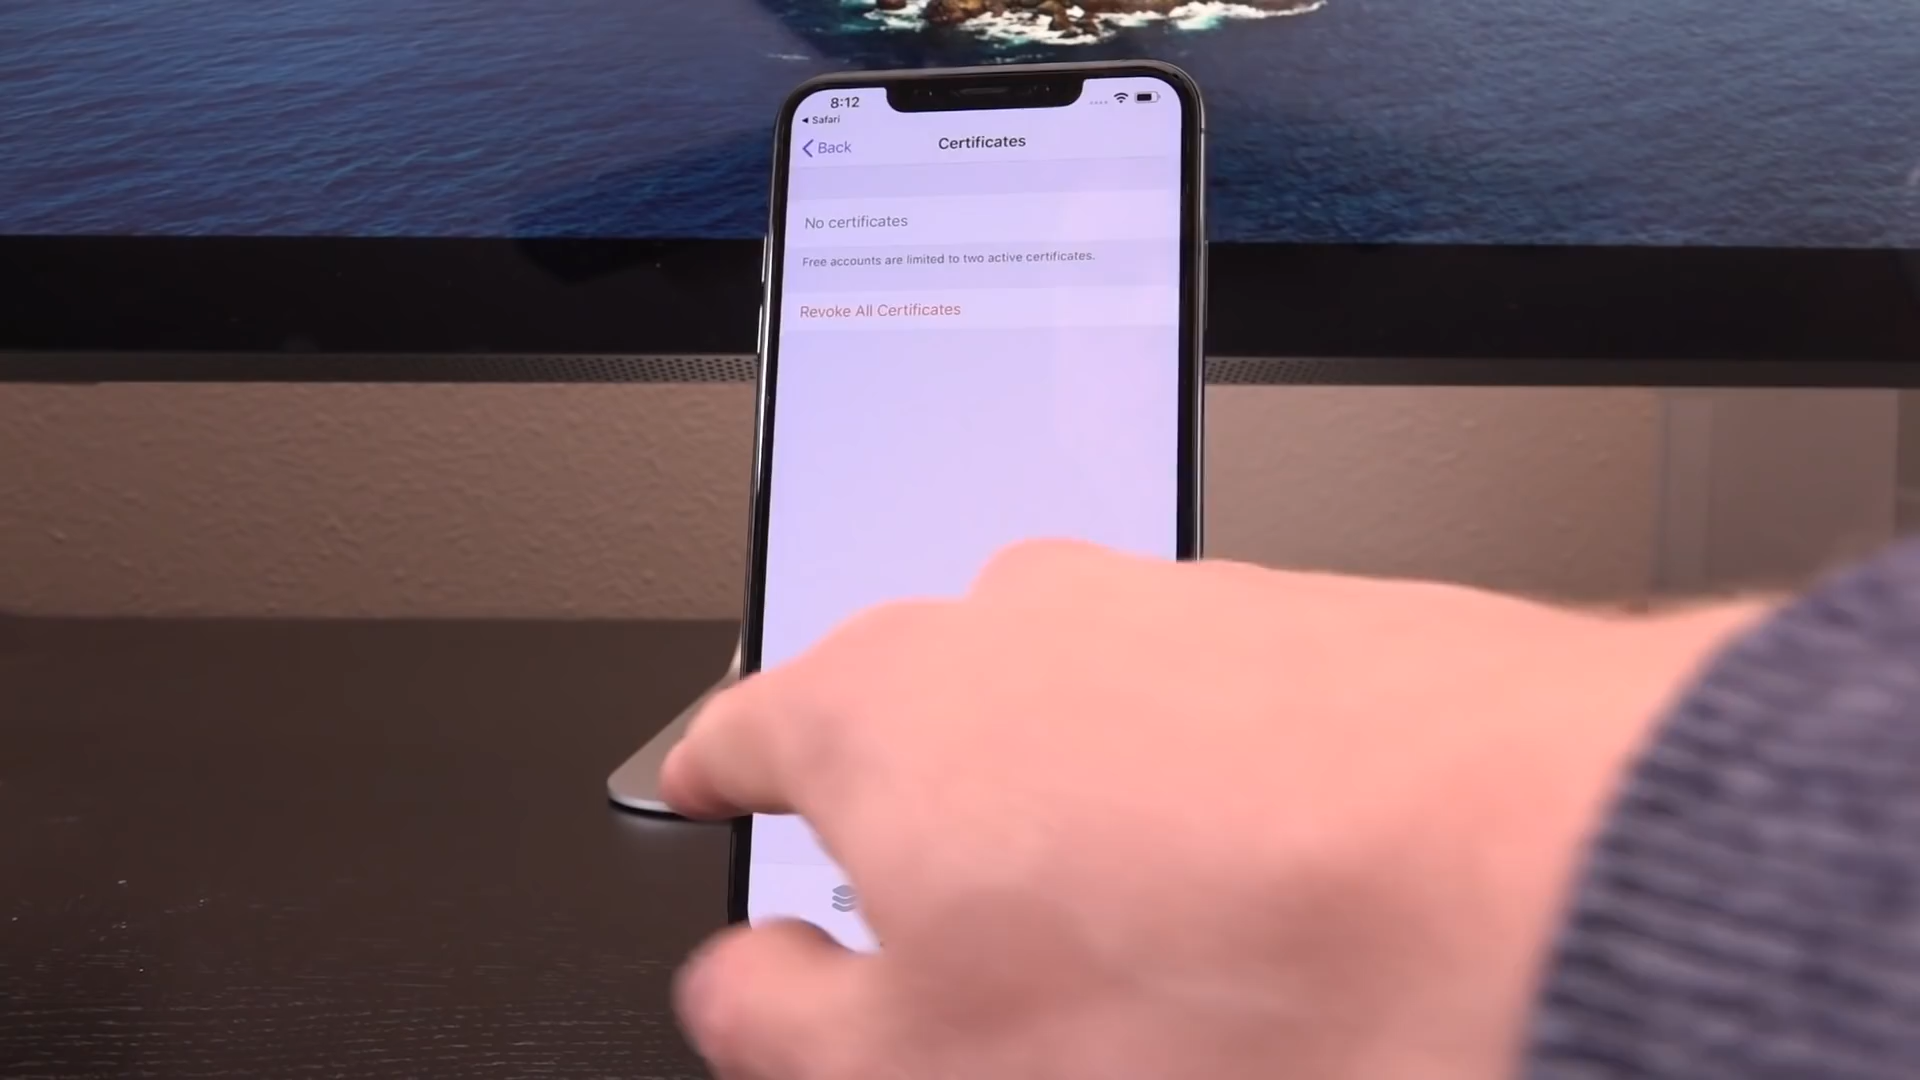 8:12
◂ Safari
Back
Certificates
No certificates
Free accounts are limited to two active certificates.
Revoke All Certificates